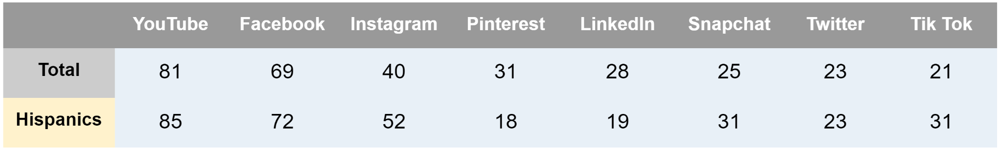 YouTube Facebook Instagram Pinterest LinkedIn Snapchat Twitter Tik Tok
Total 81 69 40 31 28 25 23 21
Hispanics 85 72 52 18 19 31 23 31